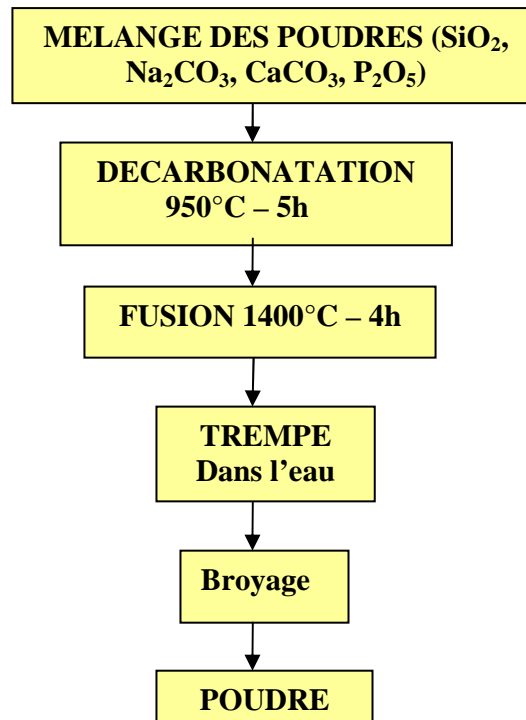 MELANGE DES POUDRES (SiO₂,
Na₂CO₃, CaCO₃, P₂O₅)
DECARBONATATION
950°C – 5h
FUSION 1400°C – 4h
TREMPE
Dans l’eau
Broyage
POUDRE